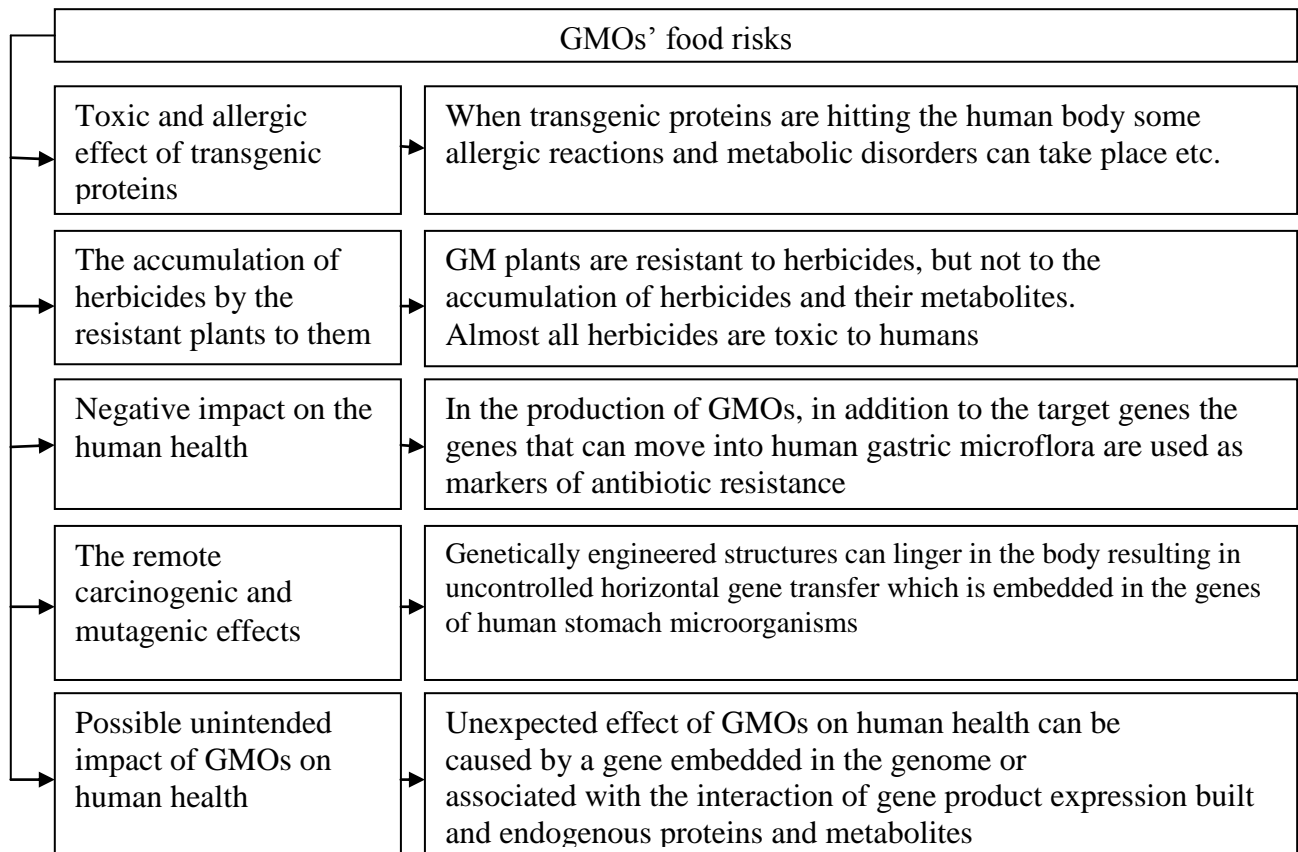 GMOs’ food risks
Toxic and allergic
effect of transgenic
proteins
When transgenic proteins are hitting the human body some
allergic reactions and metabolic disorders can take place etc.
The accumulation of
herbicides by the
resistant plants to them
GM plants are resistant to herbicides, but not to the
accumulation of herbicides and their metabolites.
Almost all herbicides are toxic to humans
Negative impact on the
human health
In the production of GMOs, in addition to the target genes the
genes that can move into human gastric microflora are used as
markers of antibiotic resistance
The remote
carcinogenic and
mutagenic effects
Genetically engineered structures can linger in the body resulting in
uncontrolled horizontal gene transfer which is embedded in the genes
of human stomach microorganisms
Possible unintended
impact of GMOs on
human health
Unexpected effect of GMOs on human health can be
caused by a gene embedded in the genome or
associated with the interaction of gene product expression built
and endogenous proteins and metabolites